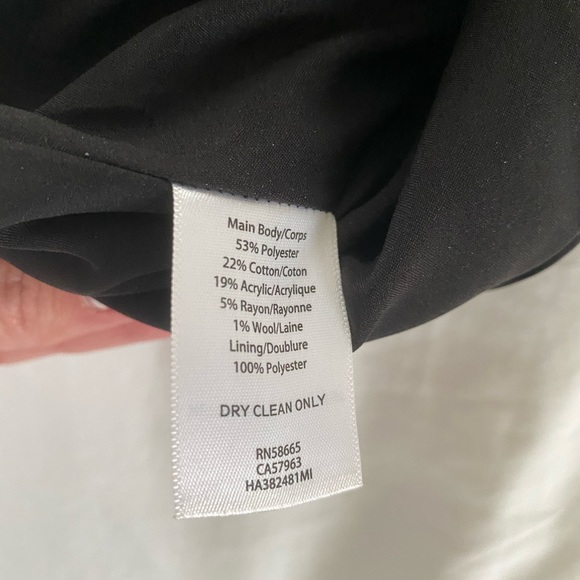 Main Body/Corps
53% Polyester
22% Cotton/Coton
19% Acrylic/Acrylique
5% Rayon/Rayonne
1% Wool/Laine
Lining/Doublure
100% Polyester
DRY CLEAN ONLY
RN58665
CA57963
HA382481MI